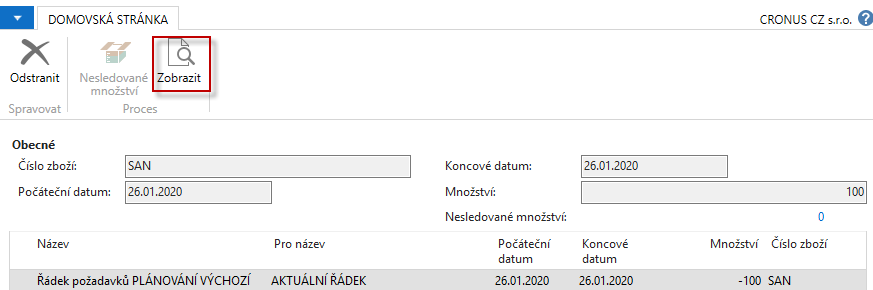 DOMOVSKÁ STRÁNKA
CRONUS CZ s.r.o. ?
Odstranit
Nesledované množství
Zobrazit
Spravovat
Proces
Obecné
Číslo zboží: SAN
Koncové datum: 26.01.2020
Počáteční datum: 26.01.2020
Množství: 100
Nesledované množství: 0
Název Pro název Počáteční datum Koncové datum Množství Číslo zboží
Řádek požadavků PLÁNOVÁNÍ VÝCHOZÍ AKTUÁLNÍ ŘÁDEK 26.01.2020 26.01.2020 -100 SAN